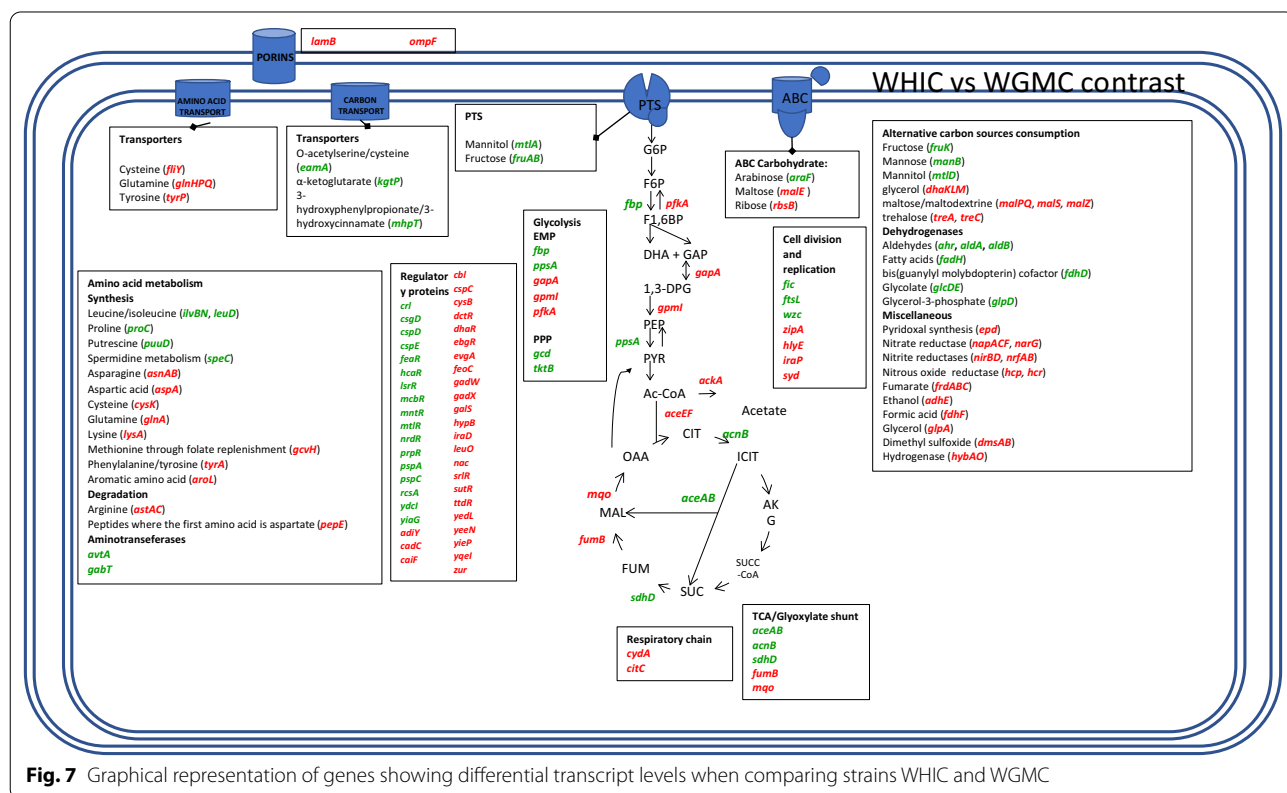 lamB ompF
PORINS
WHIC vs WGMC contrast
AMINO ACID
TRANSPORT
CARBON
TRANSPORT
PTS
ABC
Transporters
Cysteine (fliY)
Glutamine (glnHPQ)
Tyrosine (tyrP)
Transporters
O-acetylserine/cysteine
(eamA)
α-ketoglutarate (kgtP)
3-
hydroxyphenylpropionate/3-
hydroxycinnamate (mhpT)
PTS
Mannitol (mtlA)
Fructose (fruAB)
ABC Carbohydrate:
Arabinose (araF)
Maltose (malE)
Ribose (rbsB)
Alternative carbon sources consumption
Fructose (fruK)
Mannose (manB)
Mannitol (mtlD)
glycerol (dhaKLM)
maltose/maltodextrine (malPQ, malS, malZ)
trehalose (treA, treC)
Dehydrogenases
Aldehydes (ahr, aldA, aldB)
Fatty acids (fadH)
bis(guanylyl molybdopterin) cofactor (fdhD)
Glycolate (glcDE)
Glycerol-3-phosphate (glpD)
Miscellaneous
Pyridoxal synthesis (epd)
Nitrate reductase (napACF, narG)
Nitrite reductases (nirBD, nrfAB)
Nitrous oxide reductase (hcp, hcr)
Fumarate (frdABC)
Ethanol (adhE)
Formic acid (fdhF)
Glycerol (glpA)
Dimethyl sulfoxide (dmsAB)
Hydrogenase (hybAO)
Amino acid metabolism
Synthesis
Leucine/isoleucine (ilvBN, leuD)
Proline (proC)
Putrescine (puuD)
Spermidine metabolism (speC)
Asparagine (asnAB)
Aspartic acid (aspA)
Cysteine (cysK)
Glutamine (glnA)
Lysine (lysA)
Methionine through folate replenishment (gcvH)
Phenylalanine/tyrosine (tyrA)
Aromatic amino acid (aroL)
Degradation
Arginine (astAC)
Peptides where the first amino acid is aspartate (pepE)
Aminotranseferases
avtA
gabT
Regulator
y proteins
crl
csgD
cspD
cspE
feaR
hcaR
lsrR
mcbR
mntR
mtlR
nrdR
prpR
pspA
pspC
rcsA
ydcI
yiaG
adiY
cadC
caiF
cbl
cspC
cysB
dctR
dhaR
ebgR
evgA
feoC
gadW
gadX
galS
hypB
iraD
leuO
nac
srlR
sutR
ttdR
yedL
yeeN
yieP
yqeI
zur
Glycolysis
EMP
fbp
ppsA
gapA
gpmI
pfkA
PPP
gcd
tktB
Cell division
and
replication
fic
ftsL
wzc
zipA
hlyE
iraP
syd
G6P
F6P
fbp pfkA
F1,6BP
DHA + GAP
gapA
1,3-DPG
gpmI
PEP
ppsA
PYR
Ac-CoA
ackA
Acetate
aceEF
CIT
acnB
OAA
ICIT
mqo
aceAB
MAL
AK
G
fumB
SUCC
-CoA
FUM
SUC
sdhD
Respiratory chain
cydA
citC
TCA/Glyoxylate shunt
aceAB
acnB
sdhD
fumB
mqo
Fig. 7 Graphical representation of genes showing differential transcript levels when comparing strains WHIC and WGMC